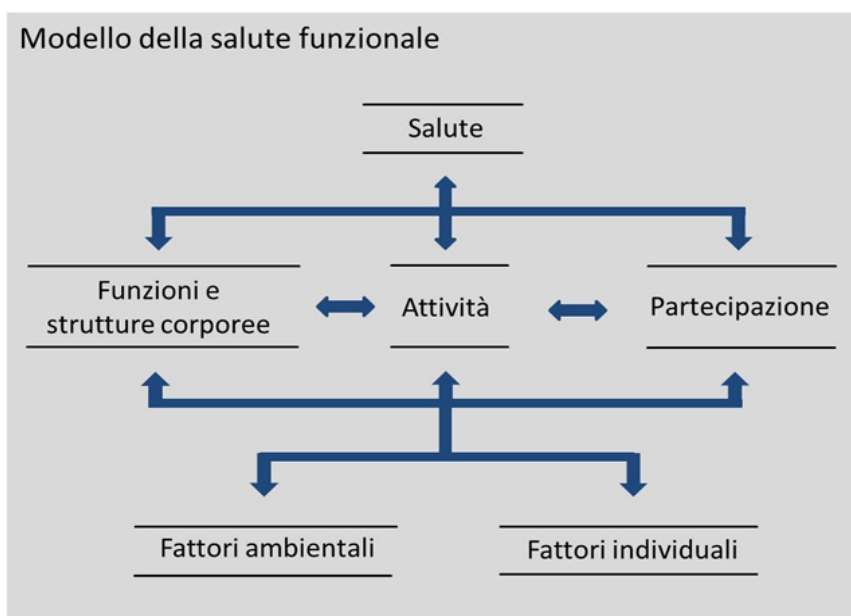 Modello della salute funzionale
Salute
Funzioni e
strutture corporee
Attività
Partecipazione
Fattori ambientali
Fattori individuali